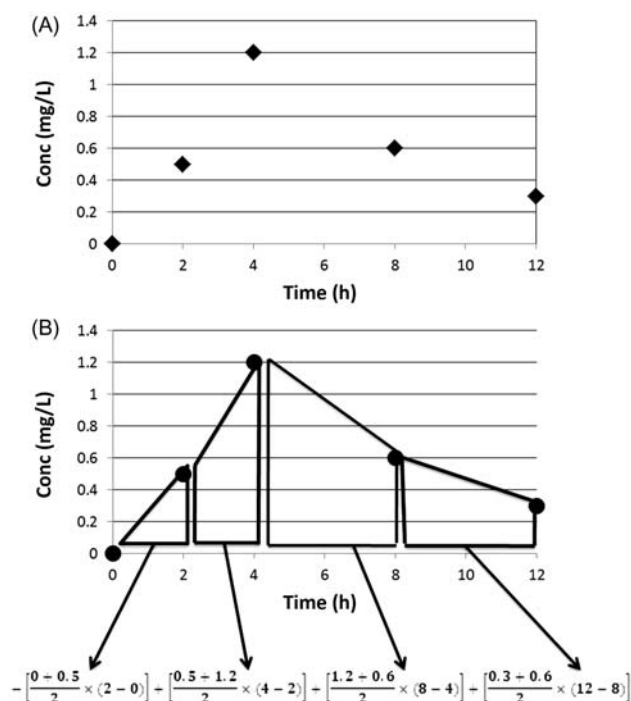 (A)
1.4
1.2
1
0.8
0.6
0.4
0.2
0
Conc (mg/L)
0 2 4 6 8 10 12
Time (h)
(B)
1.4
1.2
1
0.8
0.6
0.4
0.2
0
Conc (mg/L)
0 2 4 6 8 10 12
Time (h)
- [(0 + 0.5)/2 × (2 − 0)] + [(0.5 + 1.2)/2 × (4 − 2)] + [(1.2 + 0.6)/2 × (8 − 4)] + [(0.3 + 0.6)/2 × (12 − 8)]